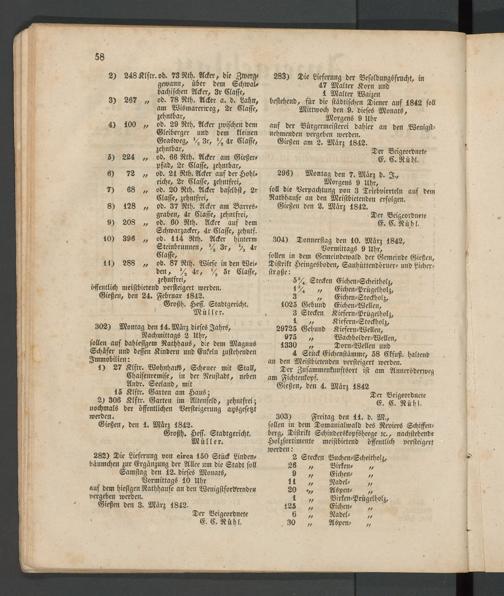 58
2) 248 Klftr. od. 73 Rth. Acker, die Zwerg-
gewann, über dem Schwal-
bacischen Acker, 3r Classe,
3) 267 „ od. 78 Rth. Acker a. d. Lahn,
am Wismarerweg, 2r Classe,
zehntbar,
4) 100 „ od. 29 Rth. Acker zwischen dem
Gleiberger und dem kleinen
Grasweg, ½ 3r, ½ 4r Classe,
zehntbar,
5) 224 „ od. 66 Rth. Acker am Gießer-
pfad, 2r Classe, zehntbar,
6) 72 „ od. 21 Rth. Acker auf der Hohl-
eiche, 2r Classe, zehntfrei,
7) 68 „ od. 20 Rth. Acker daselbst, 2r
Classe, zehntfrei,
8) 128 „ od. 37 Rth. Acker am Barres-
graben, 4r Classe, zehntfrei,
9) 208 „ od. 60 Rth. Acker auf dem
Schwarzacker, 4r Classe, zehntf.
10) 396 „ od. 114 Rth. Acker hinterm
Steinbrunnen, ½ 3r, ½ 4r
Classe,
11) 288 „ od. 87 Rth. Wiese in den Wei-
den, ½ 4r, ½ 5r Classe,
zehntfrei,
öffentlich meistbietend versteigert werden.
Gießen, den 24. Februar 1842.
Großh. Hess. Stadtgericht.
Müller.
302) Montag den 14. März dieses Jahrs,
Nachmittags 2 Uhr,
sollen auf dahiesigem Rathhaus, die dem Magnus
Schäfer und dessen Kindern und Enkeln zustehenden
Immobilien:
1) 27 Klftr. Wohnhaus, Scheuer mit Stall,
Chaisenremise, in der Neustadt, neben
Andr. Seeland, mit
15 Klftr. Garten am Haus;
2) 306 Klftr. Garten im Altenfeld, zehntfrei;
nochmals der öffentlichen Versteigerung ausgesetzt
werden.
Gießen, den 1. März 1842.
Großh. Hess. Stadtgericht.
Müller.
282) Die Lieferung von circa 150 Stück Linden-
bäumchen zur Ergänzung der Allee um die Stadt soll
Samstag den 12. dieses Monats,
Vormittags 10 Uhr
auf dem hiesigen Rathhause an den Wenigstfordernden
vergeben werden.
Gießen den 3. März 1842.
Der Beigeordnete
E. C. Rühl.
283) Die Lieferung der Besoldungsfrucht, in
47 Malter Korn und
1 Malter Waizen
bestehend, für die städtischen Diener auf 1842 soll
Mittwoch den 9. dieses Monats,
Morgens 9 Uhr
auf der Bürgermeisterei dahier an den Wenigst-
nehmenden vergeben werden.
Gießen am 2. März 1842.
Der Beigeordnete
E. C. Rühl.
296) Montag den 7. März d. J.,
Morgens 9 Uhr,
soll die Verpachtung von 3 Triebvierteln auf dem
Rathhause an den Meistbietenden erfolgen.
Gießen den 2. März 1842.
Der Beigeordnete
E. C. Rühl.
304) Donnerstag den 10. März 1842,
Vormittags 9 Uhr,
sollen in dem Gemeindewald der Gemeinde Gießen,
Distrikt Heingesboden, Sauhüttendörner- und Licher-
straße:
Stecken Eichen-Scheitholz,
„ Eichen-Prügelholz,
3 „ Eichen-Stockholz,
1025 Gebund Eichen-Wellen,
3 Stecken Kiefern-Prügelholz,
1 „ Kiefern-Stockholz,
29725 Gebund Kiefern-Wellen,
975 „ Wachholder-Wellen,
1330 „ Dorn-Wellen und
4 Stück Eichenstämme, 58 Cbfuß. haltend
an den Meistbietenden versteigert werden.
Der Zusammenkunftsort ist am Anneröderweg
am Fichtenkopf.
Gießen, den 4. März 1842
Der Beigeordnete
E. C. Rühl.
303) Freitag den 11. d. M.,
sollen in dem Domanialwald des Reviers Schiffen-
berg, Distrikt Schinderskopfshege ec., nachstehende
Holzsortimente meistbietend öffentlich versteigert
werden:
2 Stecken Buchen-Scheitholz,
26 „ Birken- „
9 „ Eichen- „
11 „ Nadel- „
20 „ Aspen- „
1 „ Birken-Prügelholz,
125 „ Eichen- „
6 „ Nadel- „
30 „ Aspen- „